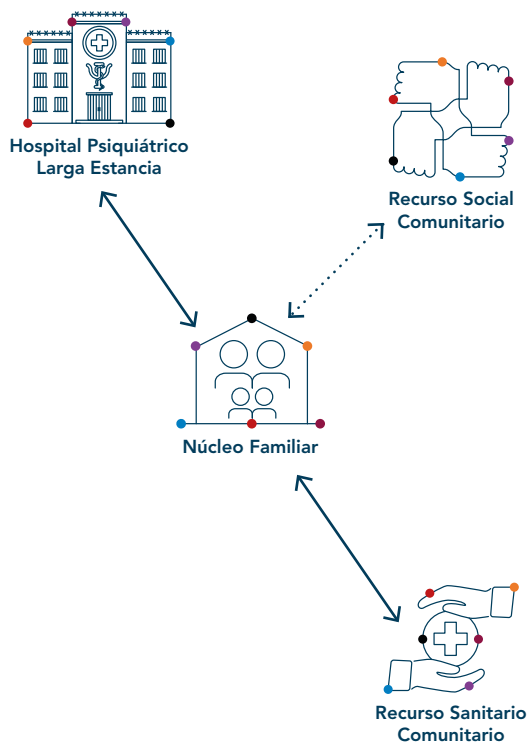 Hospital Psiquiátrico
Larga Estancia
Recurso Social
Comunitario
Núcleo Familiar
Recurso Sanitario
Comunitario